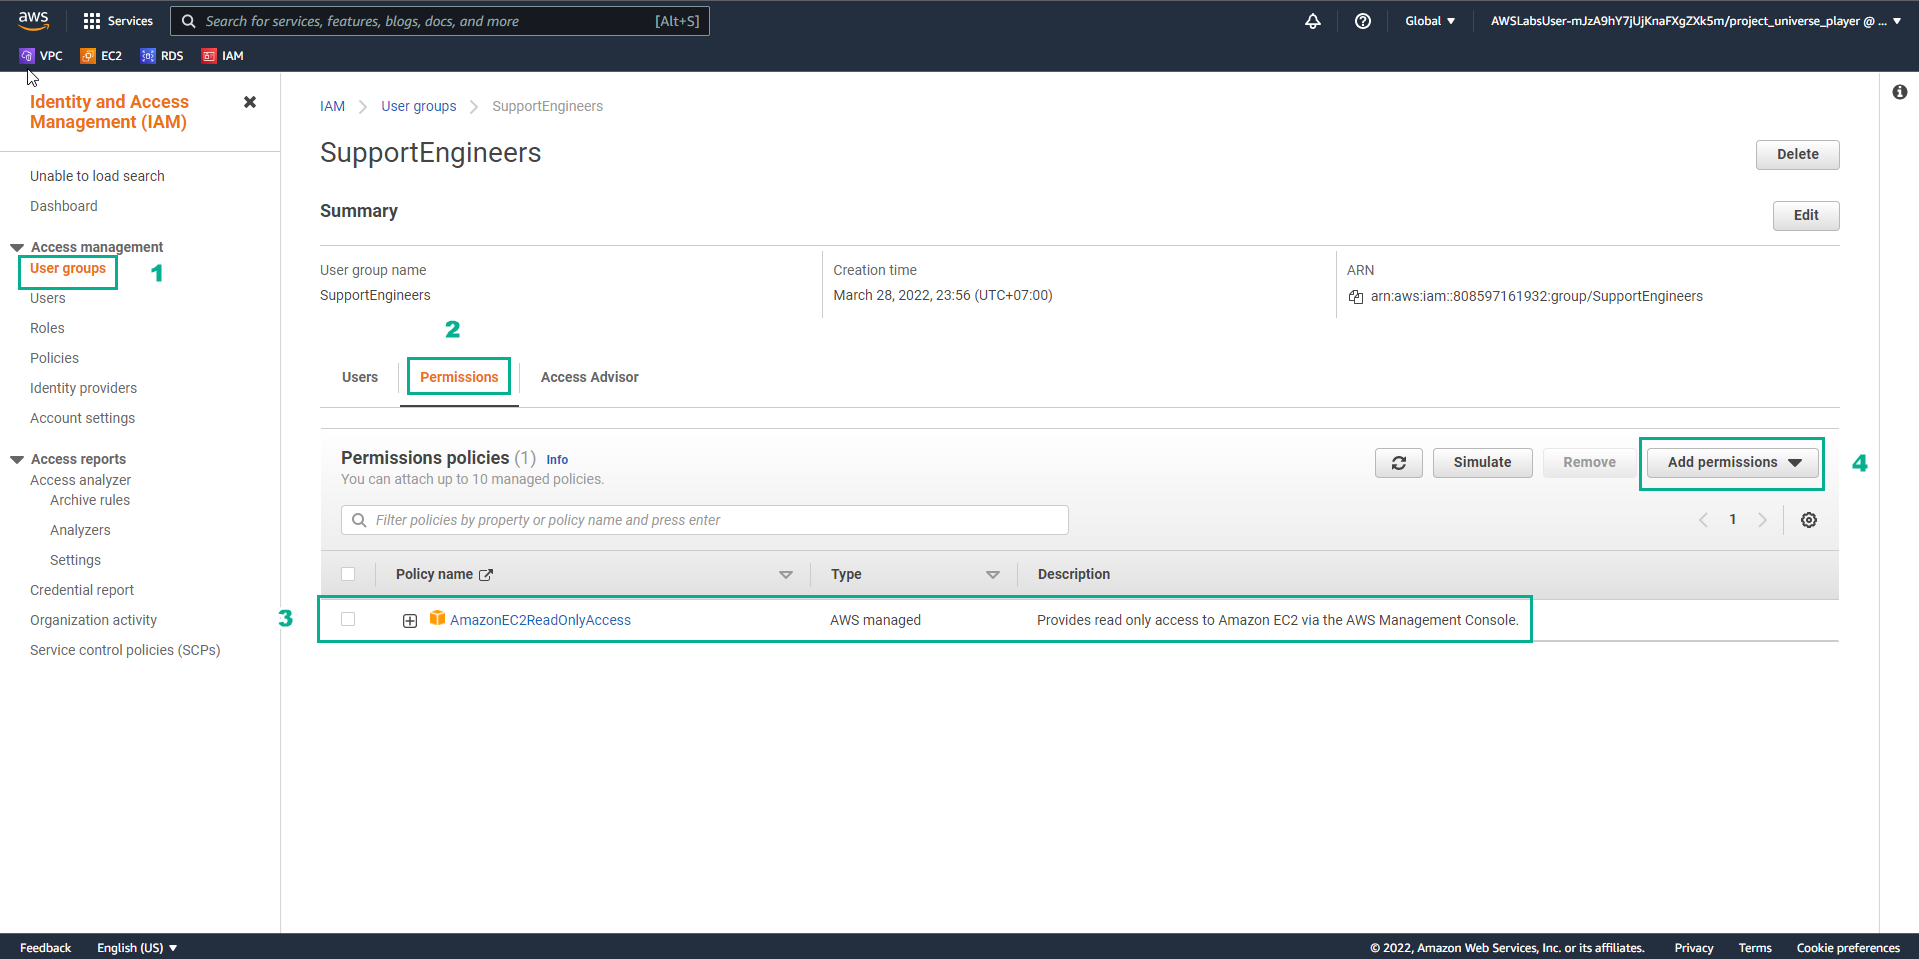 aws
Services
Search for services, features, blogs, docs, and more
[Alt+S]
Global
AWSLabsUser-mJzA9hY7jUjKnaFXgZXk5m/project_universe_player @ ...
VPC
EC2
RDS
IAM
Identity and Access
Management (IAM)
Unable to load search
Dashboard
Access management
User groups
1
Users
Roles
Policies
Identity providers
Account settings
Access reports
Access analyzer
Archive rules
Analyzers
Settings
Credential report
Organization activity
Service control policies (SCPs)
IAM
User groups
SupportEngineers
SupportEngineers
Delete
Summary
Edit
User group name
SupportEngineers
Creation time
March 28, 2022, 23:56 (UTC+07:00)
ARN
arn:aws:iam::808597161932:group/SupportEngineers
2
Users
Permissions
Access Advisor
Permissions policies (1) Info
You can attach up to 10 managed policies.
Simulate
Remove
Add permissions
4
Filter policies by property or policy name and press enter
1
Policy name
Type
Description
3
AmazonEC2ReadOnlyAccess
AWS managed
Provides read only access to Amazon EC2 via the AWS Management Console.
Feedback
English (US)
© 2022, Amazon Web Services, Inc. or its affiliates.
Privacy
Terms
Cookie preferences